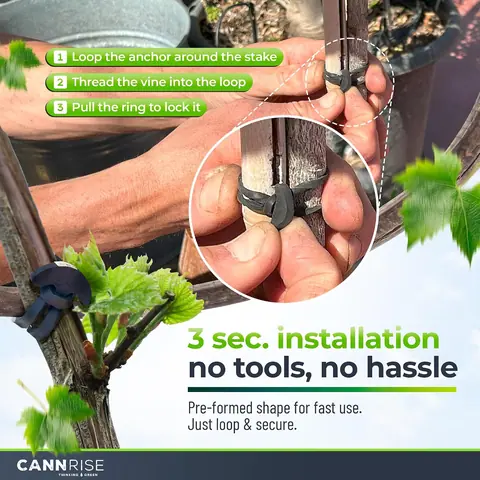 1 Loop the anchor around the stake
2 Thread the vine into the loop
3 Pull the ring to lock it
3 sec. installation
no tools, no hassle
Pre-formed shape for fast use.
Just loop & secure.
CANNRISE
THINKING GREEN